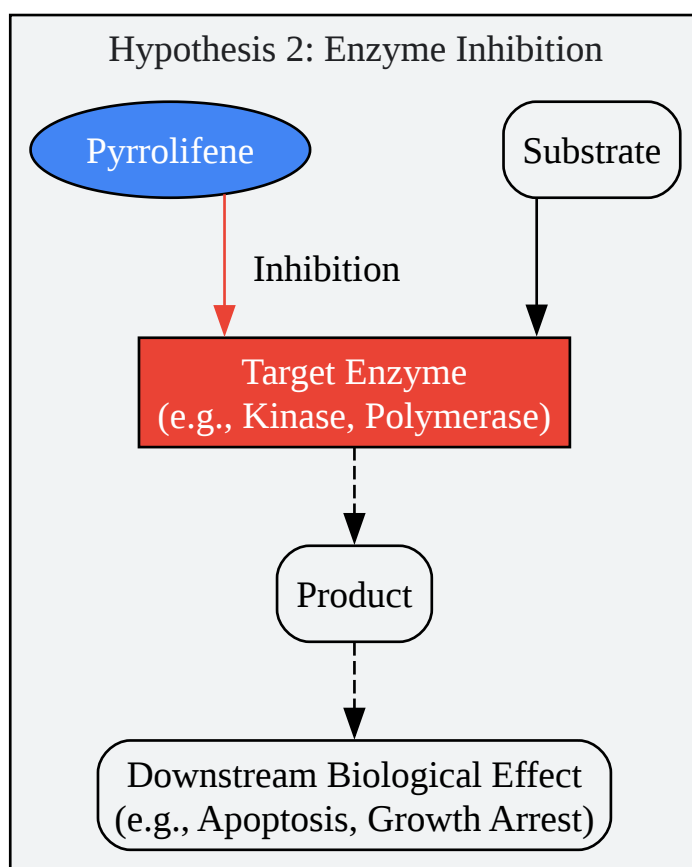 Hypothesis 2: Enzyme Inhibition
Pyrrolifene
Substrate
Inhibition
Target Enzyme
(e.g., Kinase, Polymerase)
Product
Downstream Biological Effect
(e.g., Apoptosis, Growth Arrest)